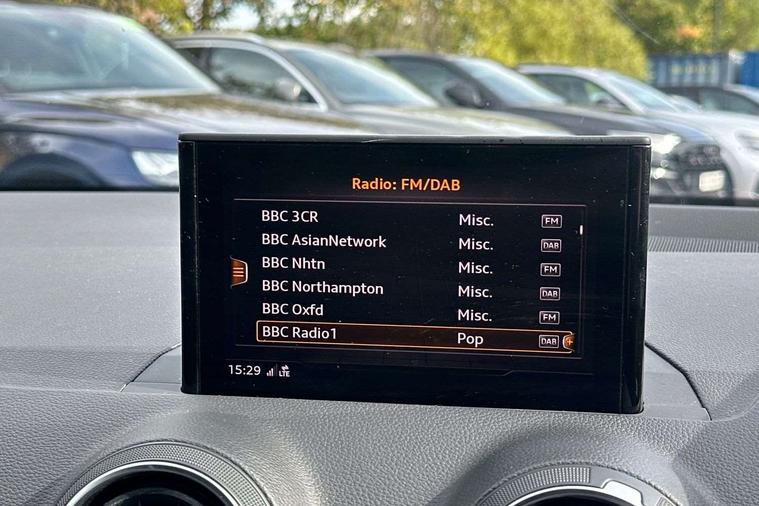 Radio: FM/DAB
BBC 3CR Misc. FM
BBC AsianNetwork Misc. DAB
BBC Nhtn Misc. FM
BBC Northampton Misc. DAB
BBC Oxfd Misc. FM
BBC Radio1 Pop DAB
15:29 LTE